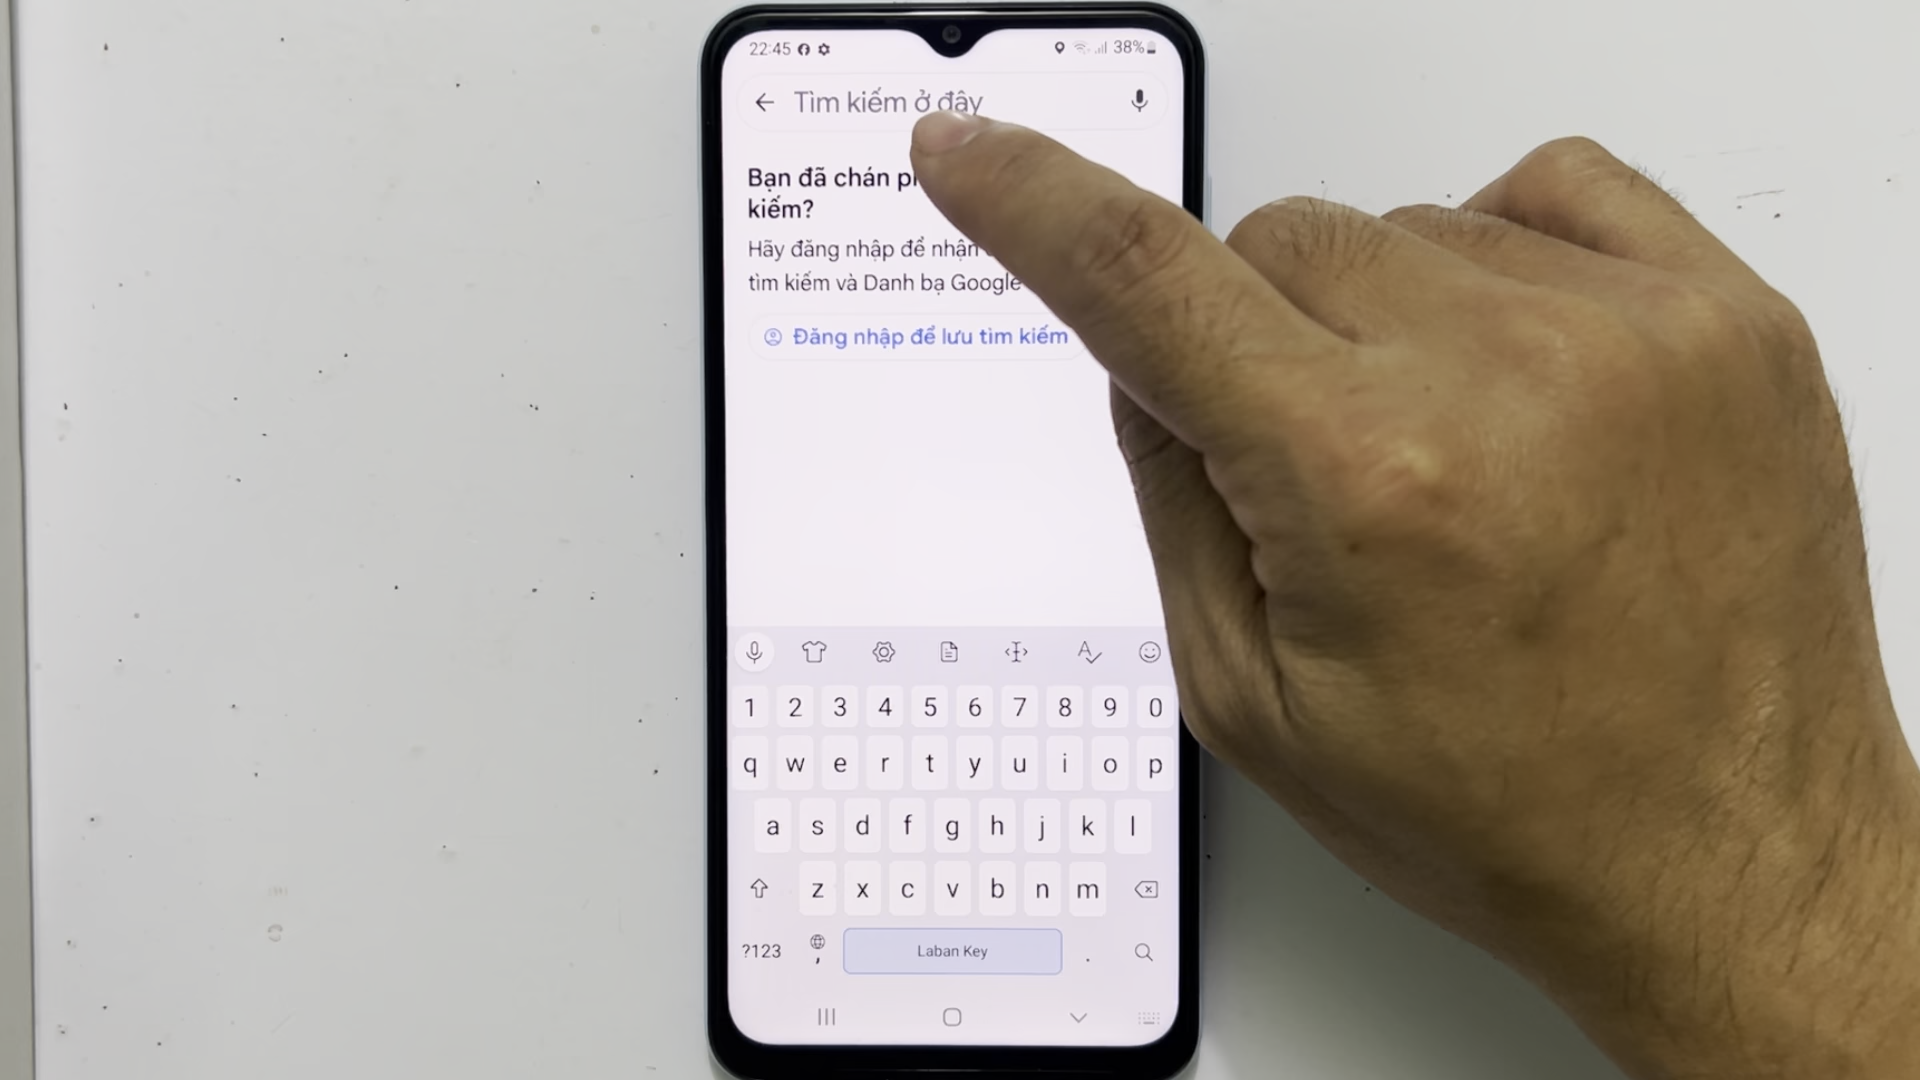 22:45 38%
Tìm kiếm ở đây
Bạn đã chán
kiếm?
Hãy đăng nhập để nhận
tìm kiếm và Danh bạ Google
Đăng nhập để lưu tìm kiếm
1 2 3 4 5 6 7 8 9 0
q w e r t y u i o p
a s d f g h j k l
z x c v b n m
?123 , Laban Key .